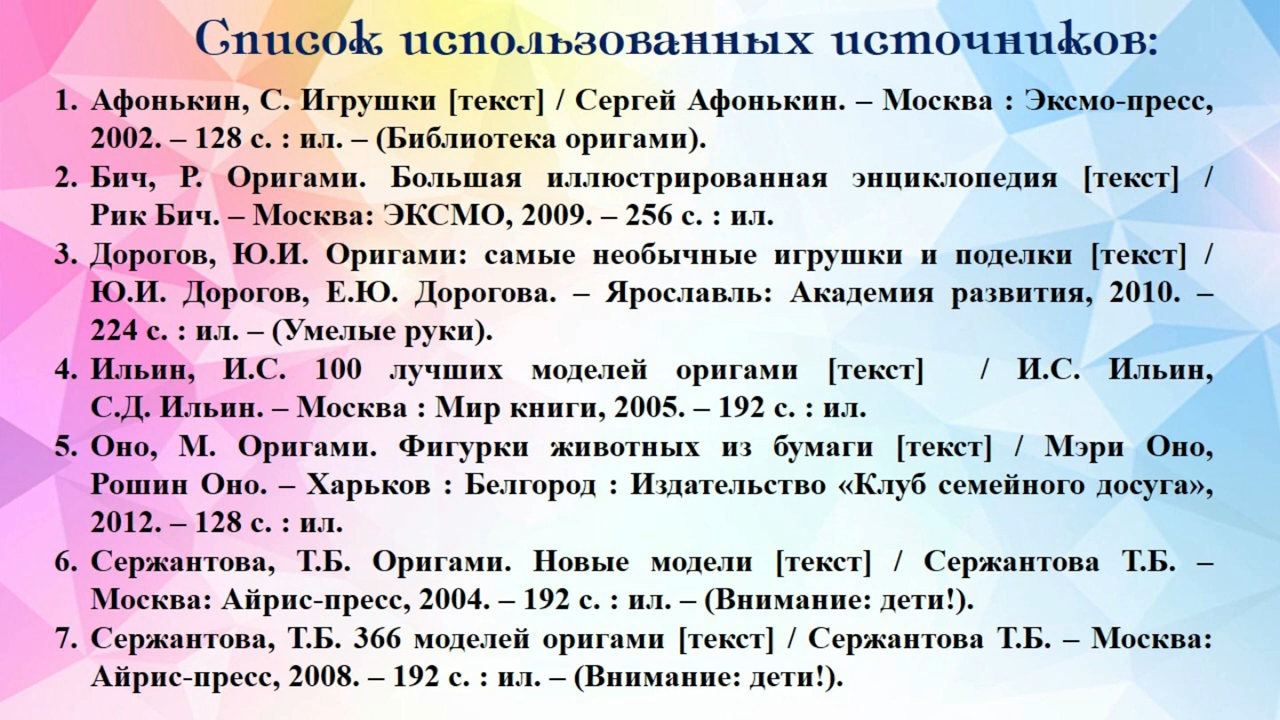 Список использованных источников:
1. Афонькин, С. Игрушки [текст] / Сергей Афонькин. – Москва : Эксмо-пресс,
2002. – 128 с. : ил. – (Библиотека оригами).
2. Бич, Р. Оригами. Большая иллюстрированная энциклопедия [текст] /
Рик Бич. – Москва: ЭКСМО, 2009. – 256 с. : ил.
3. Дорогов, Ю.И. Оригами: самые необычные игрушки и поделки [текст] /
Ю.И. Дорогов, Е.Ю. Дорогова. – Ярославль: Академия развития, 2010. –
224 с. : ил. – (Умелые руки).
4. Ильин, И.С. 100 лучших моделей оригами [текст] / И.С. Ильин,
С.Д. Ильин. – Москва : Мир книги, 2005. – 192 с. : ил.
5. Оно, М. Оригами. Фигурки животных из бумаги [текст] / Мэри Оно,
Рошин Оно. – Харьков : Белгород : Издательство «Клуб семейного досуга»,
2012. – 128 с. : ил.
6. Сержантова, Т.Б. Оригами. Новые модели [текст] / Сержантова Т.Б. –
Москва: Айрис-пресс, 2004. – 192 с. : ил. – (Внимание: дети!).
7. Сержантова, Т.Б. 366 моделей оригами [текст] / Сержантова Т.Б. – Москва:
Айрис-пресс, 2008. – 192 с. : ил. – (Внимание: дети!).